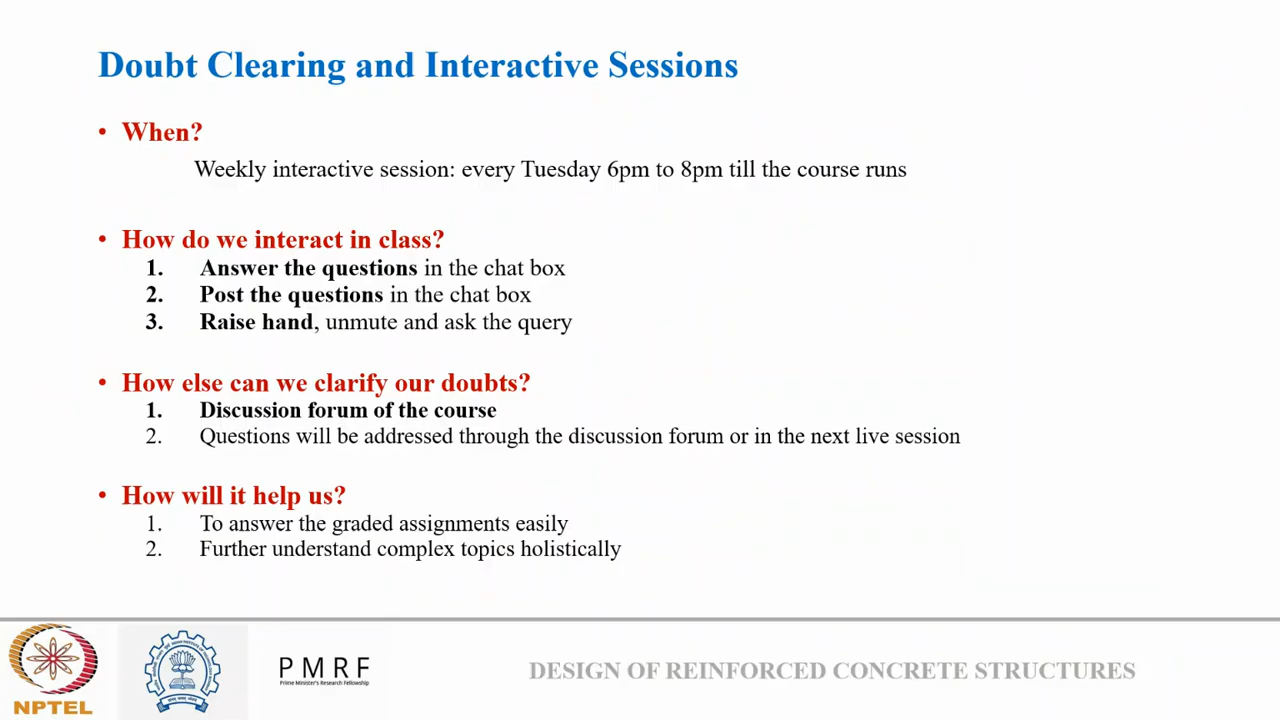 Doubt Clearing and Interactive Sessions
• When?
Weekly interactive session: every Tuesday 6pm to 8pm till the course runs
• How do we interact in class?
1. Answer the questions in the chat box
2. Post the questions in the chat box
3. Raise hand, unmute and ask the query
• How else can we clarify our doubts?
1. Discussion forum of the course
2. Questions will be addressed through the discussion forum or in the next live session
• How will it help us?
1. To answer the graded assignments easily
2. Further understand complex topics holistically
NPTEL
PMRF
Prime Minister's Research Fellowship
DESIGN OF REINFORCED CONCRETE STRUCTURES